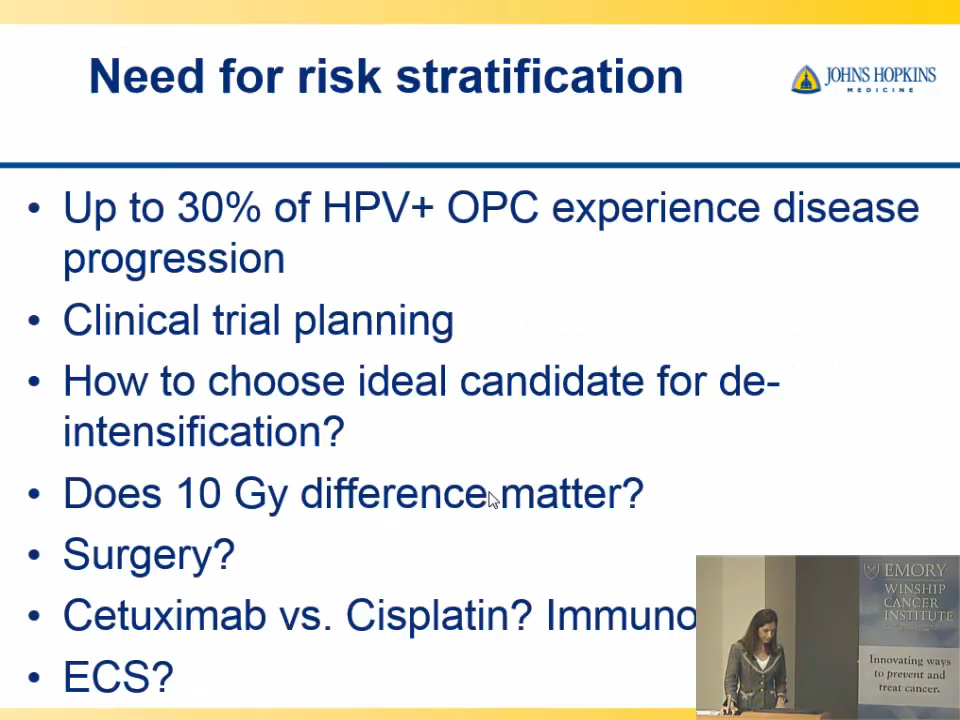 Need for risk stratification
JOHNS HOPKINS
MEDICINE
• Up to 30% of HPV+ OPC experience disease
progression
• Clinical trial planning
• How to choose ideal candidate for de-
intensification?
• Does 10 Gy difference matter?
• Surgery?
• Cetuximab vs. Cisplatin? Immuno
• ECS?
EMORY
WINSHIP
CANCER
INSTITUTE
Innovating ways
to prevent and
treat cancer.